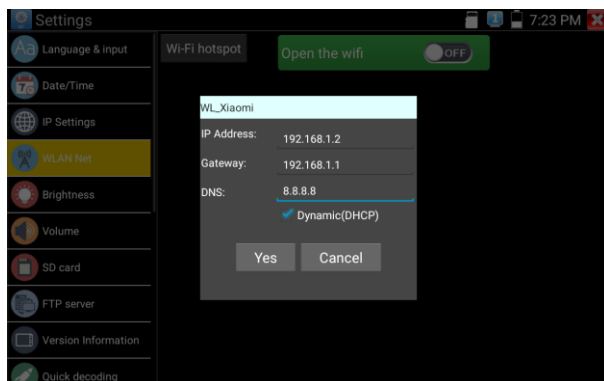 Settings
1
7:23 PM
Aa Language & input
Wi-Fi hotspot
Open the wifi
OFF
Date/Time
WL_Xiaomi
IP Address:
192.168.1.2
IP Settings
Gateway:
192.168.1.1
WLAN Net
DNS:
8.8.8.8
Brightness
Dynamic(DHCP)
Volume
Yes
Cancel
SD card
FTP server
Version Information
Quick decoding